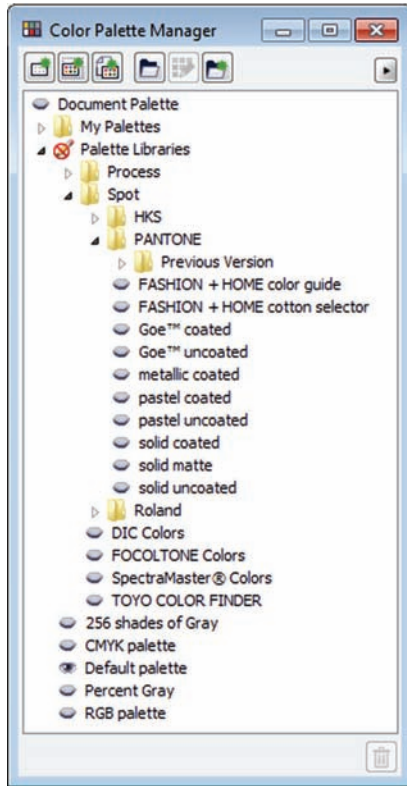 Color Palette Manager
Document Palette
My Palettes
Palette Libraries
Process
Spot
HKS
PANTONE
Previous Version
FASHION + HOME color guide
FASHION + HOME cotton selector
Goe™ coated
Goe™ uncoated
metallic coated
pastel coated
pastel uncoated
solid coated
solid matte
solid uncoated
Roland
DIC Colors
FOCOLTONE Colors
SpectraMaster® Colors
TOYO COLOR FINDER
256 shades of Gray
CMYK palette
Default palette
Percent Gray
RGB palette